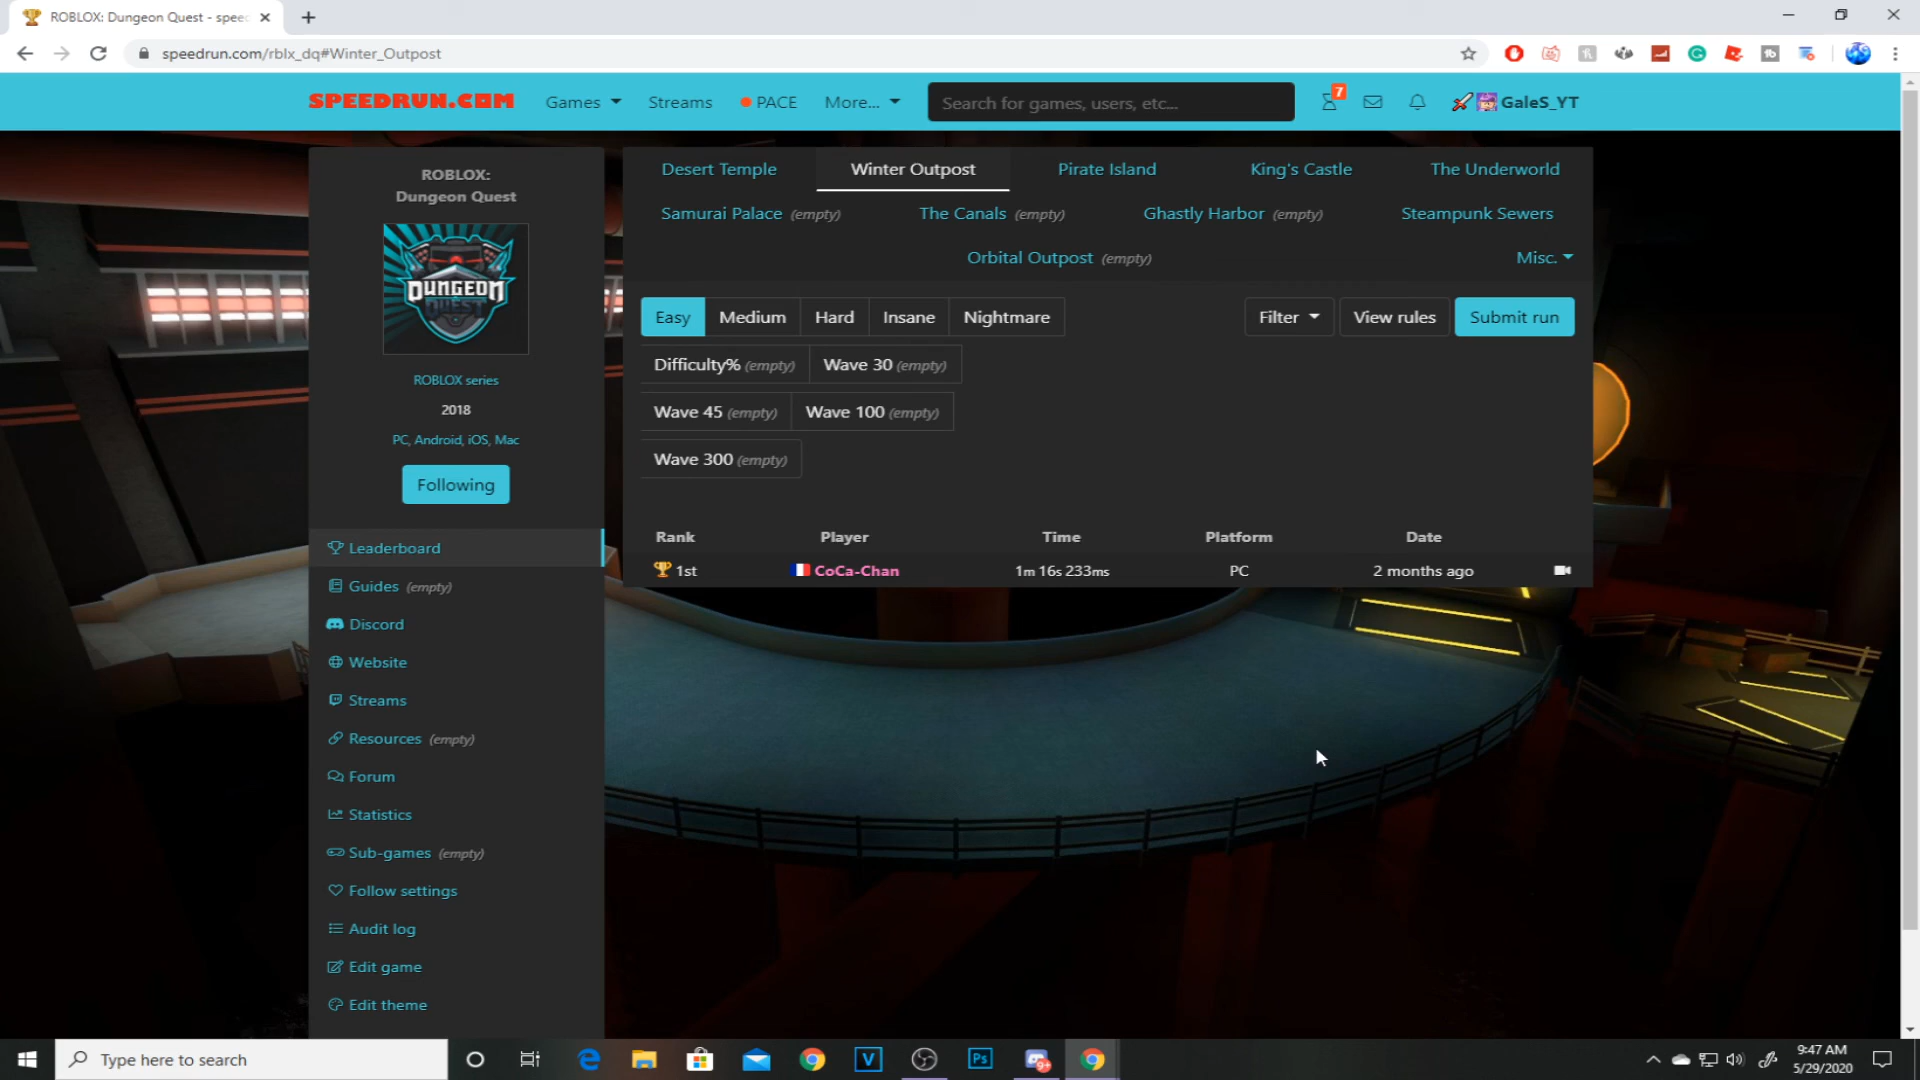 ROBLOX: Dungeon Quest - speed
speedrun.com/rblx_dq#Winter_Outpost
SPEEDRUN.COM
Games
Streams
PACE
More...
Search for games, users, etc...
7
GaleS_YT
ROBLOX:
Dungeon Quest
DUNGEON
QUEST
ROBLOX series
2018
PC, Android, iOS, Mac
Following
Leaderboard
Guides (empty)
Discord
Website
Streams
Resources (empty)
Forum
Statistics
Sub-games (empty)
Follow settings
Audit log
Edit game
Edit theme
Desert Temple Winter Outpost Pirate Island King's Castle The Underworld
Samurai Palace (empty) The Canals (empty) Ghastly Harbor (empty) Steampunk Sewers
Orbital Outpost (empty) Misc.
Easy Medium Hard Insane Nightmare Filter View rules Submit run
Difficulty% (empty) Wave 30 (empty)
Wave 45 (empty) Wave 100 (empty)
Wave 300 (empty)
Rank Player Time Platform Date
1st CoCa-Chan 1m 16s 233ms PC 2 months ago
Type here to search
V
Ps
9+
9:47 AM
5/29/2020